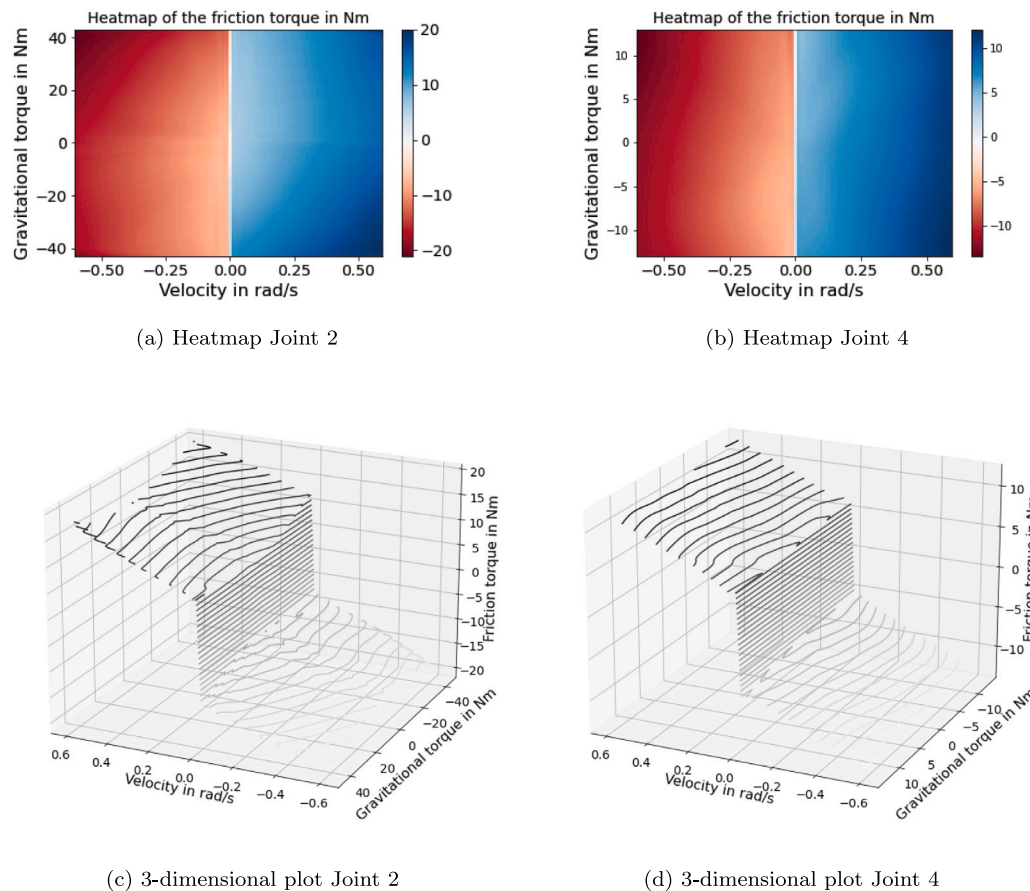 Heatmap of the friction torque in Nm
Gravitational torque in Nm
40
20
0
−20
−40
−0.50 −0.25 0.00 0.25 0.50
Velocity in rad/s
20
10
0
−10
−20
(a) Heatmap Joint 2
Heatmap of the friction torque in Nm
Gravitational torque in Nm
10
5
0
−5
−10
−0.50 −0.25 0.00 0.25 0.50
Velocity in rad/s
10
5
0
−5
−10
(b) Heatmap Joint 4
20
15
10
5
0
−5
−10
−15
−20
Friction torque in Nm
−40
−20
0
20
40
Gravitational torque in Nm
0.6 0.4 0.2 0.0 −0.2 −0.4 −0.6
Velocity in rad/s
(c) 3-dimensional plot Joint 2
10
5
0
−5
−10
Friction torque in Nm
−10
−5
0
5
10
Gravitational torque in Nm
0.6 0.4 0.2 0.0 −0.2 −0.4 −0.6
Velocity in rad/s
(d) 3-dimensional plot Joint 4